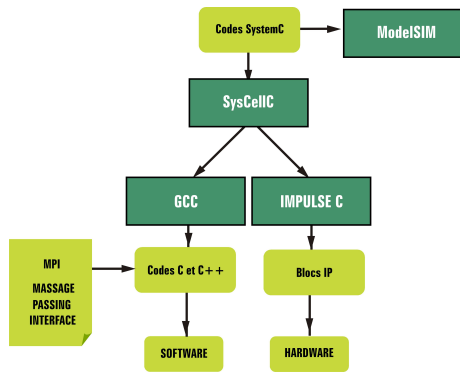 Codes SystemC
ModelSIM
SysCellC
GCC
IMPULSE C
MPI
MASSAGE
PASSING
INTERFACE
Codes C et C++
Blocs IP
SOFTWARE
HARDWARE